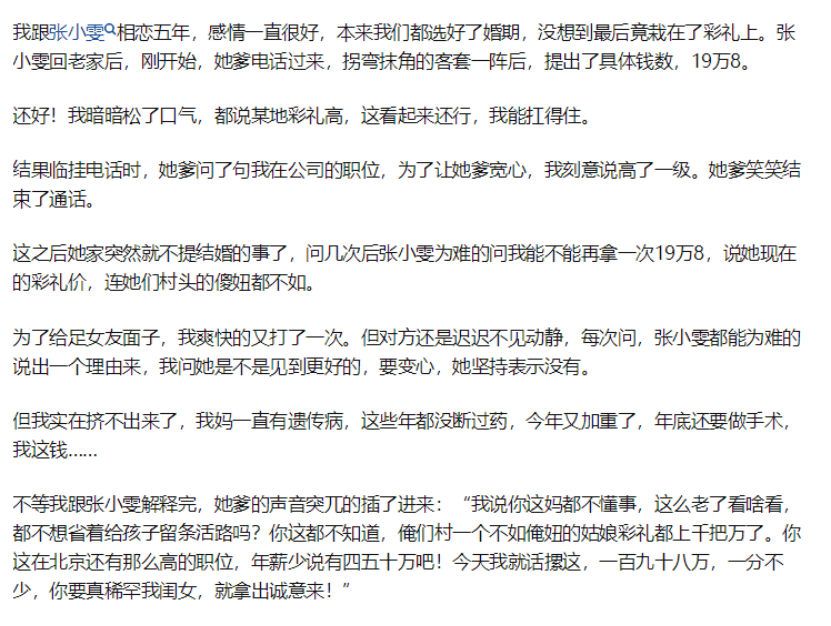 我跟张小雯相恋五年，感情一直很好，本来我们都选好了婚期，没想到最后竟栽在了彩礼上。张
小雯回老家后，刚开始，她爹电话过来，拐弯抹角的客套一阵后，提出了具体钱数，19万8。
还好！我暗暗松了口气，都说某地彩礼高，这看起来还行，我能扛得住。
结果临挂电话时，她爹问了句我在公司的职位，为了让她爹宽心，我刻意说高了一级。她爹笑笑结
束了通话。
这之后她家突然就不提结婚的事了，问几次后张小雯为难的问我能不能再拿一次19万8，说她现在
的彩礼价，连她们村头的傻妞都不如。
为了给足女友面子，我爽快的又打了一次。但对方还是迟迟不见动静，每次问，张小雯都能为难的
说出一个理由来，我问她是不是见到更好的，要变心，她坚持表示没有。
但我实在挤不出来了，我妈一直有遗传病，这些年都没断过药，今年又加重了，年底还要做手术，
我这钱......
不等我跟张小雯解释完，她爹的声音突兀的插了进来：“我说你这妈都不懂事，这么老了看啥看，
都不想省着给孩子留条活路吗？你这都不知道，俺们村一个不如俺妞的姑娘彩礼都上千把万了。你
这在北京还有那么高的职位，年薪少说有四五十万吧！今天我就话摞这，一百九十八万，一分不
少，你要真稀罕我闺女，就拿出诚意来！”